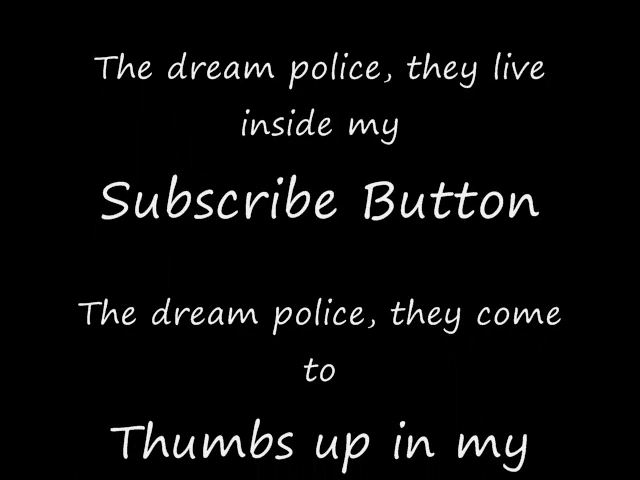 The dream police, they live
inside my
Subscribe Button
The dream police, they come
to
Thumbs up in my